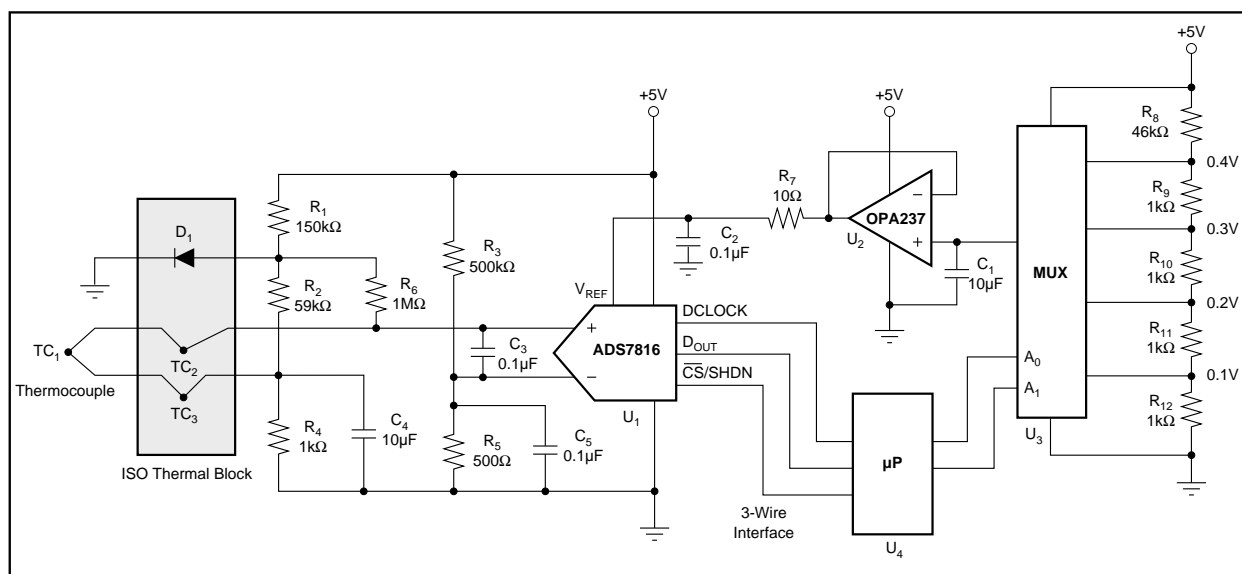 +5V
R8
46kΩ
0.4V
R9
1kΩ
0.3V
R10
1kΩ
0.2V
R11
1kΩ
0.1V
R12
1kΩ
MUX
A0
A1
U3
+5V
OPA237
−
+
U2
R7
10Ω
C1
10µF
C2
0.1µF
+5V
R1
150kΩ
D1
R2
59kΩ
R6
1MΩ
R3
500kΩ
VREF
DCLOCK
DOUT
CS/SHDN
ADS7816
+
−
U1
C3
0.1µF
TC1
Thermocouple
TC2
TC3
R4
1kΩ
C4
10µF
R5
500Ω
C5
0.1µF
ISO Thermal Block
µP
U4
3-Wire
Interface